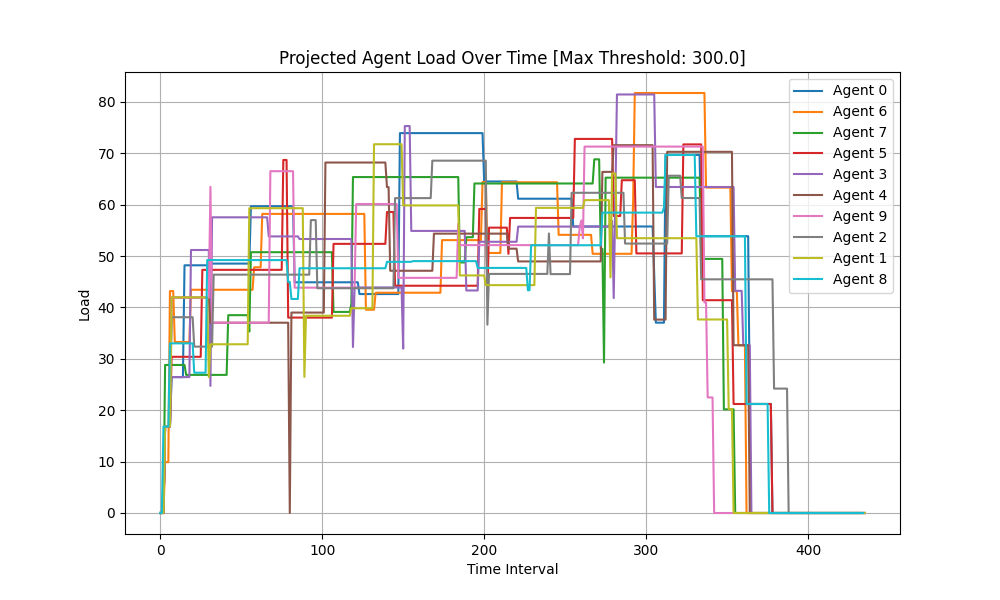 Projected Agent Load Over Time [Max Threshold: 300.0]
Load
80
70
60
50
40
30
20
10
0
0
100
200
300
400
Time Interval
Agent 0
Agent 6
Agent 7
Agent 5
Agent 3
Agent 4
Agent 9
Agent 2
Agent 1
Agent 8